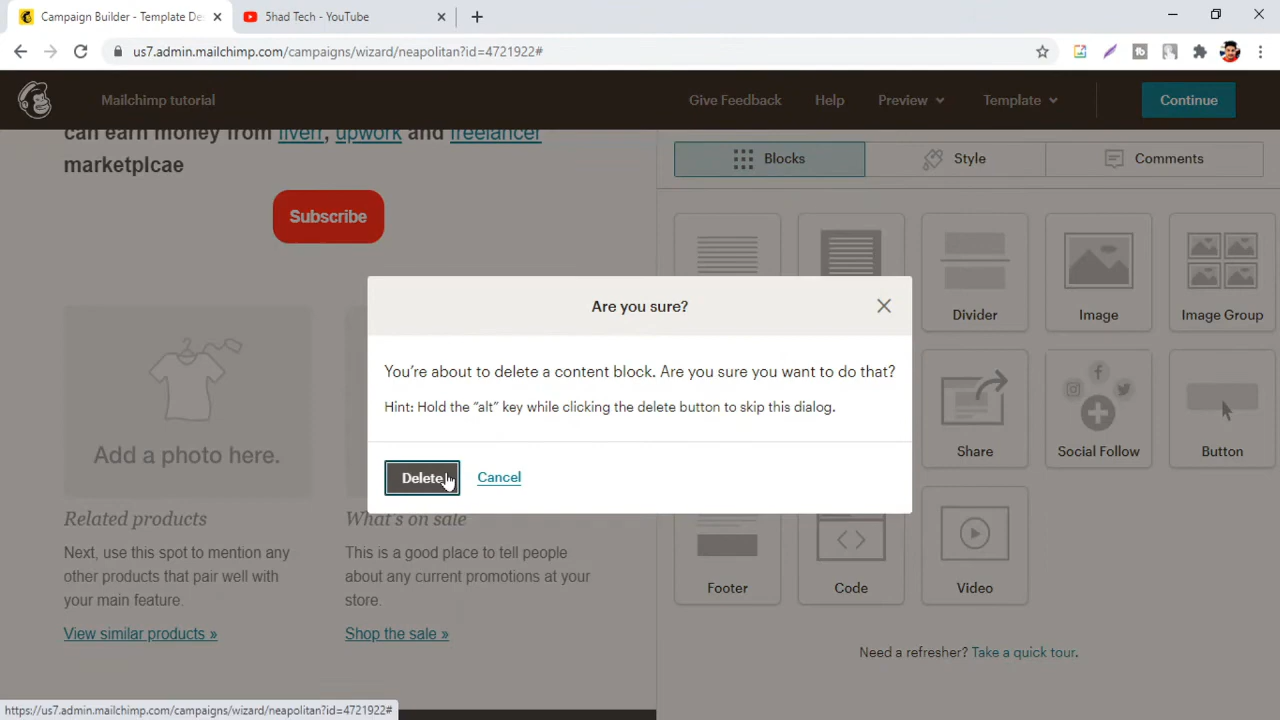 Campaign Builder - Template De
5had Tech - YouTube
us7.admin.mailchimp.com/campaigns/wizard/neapolitan?id=4721922#
Mailchimp tutorial
Give Feedback
Help
Preview
Template
Continue
can earn money from fiverr, upwork and freelancer
marketplcae
Subscribe
Blocks
Style
Comments
Divider
Image
Image Group
Are you sure?
You're about to delete a content block. Are you sure you want to do that?
Hint: Hold the "alt" key while clicking the delete button to skip this dialog.
Delete
Cancel
Share
Social Follow
Button
Add a photo here.
Related products
What's on sale
Next, use this spot to mention any
other products that pair well with
your main feature.
View similar products »
This is a good place to tell people
about any current promotions at your
store.
Shop the sale »
Footer
Code
Video
Need a refresher? Take a quick tour.
https://us7.admin.mailchimp.com/campaigns/wizard/neapolitan?id=4721922#